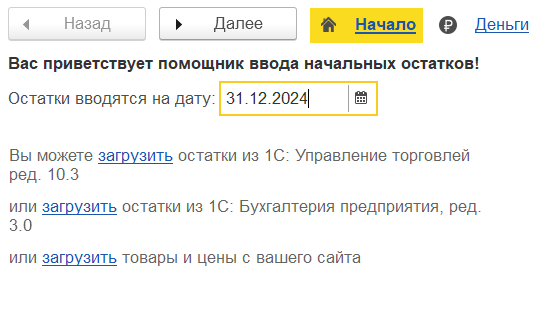 Назад Далее Начало Деньги
Вас приветствует помощник ввода начальных остатков!
Остатки вводятся на дату: 31.12.2024
Вы можете загрузить остатки из 1С: Управление торговлей
ред. 10.3
или загрузить остатки из 1С: Бухгалтерия предприятия, ред.
3.0
или загрузить товары и цены с вашего сайта